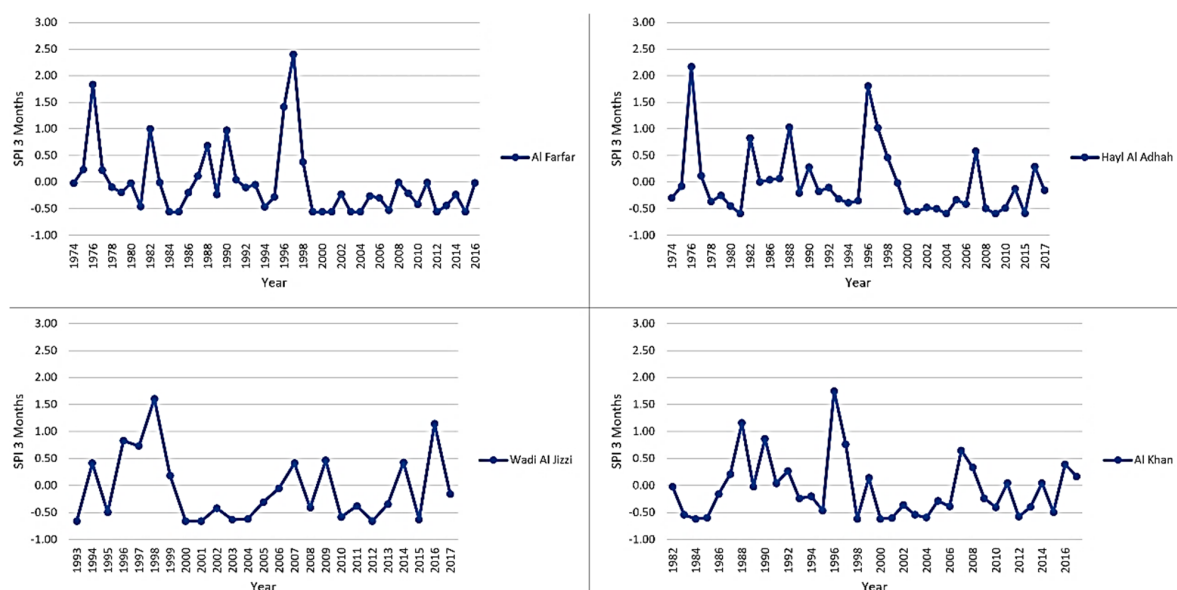 3.00
2.50
2.00
1.50
1.00
0.50
0.00
-0.50
-1.00
SPI 3 Months
1974 1976 1978 1980 1982 1984 1986 1988 1990 1992 1994 1996 1998 2000 2002 2004 2006 2008 2010 2012 2014 2016
Year
Al Farfar
3.00
2.50
2.00
1.50
1.00
0.50
0.00
-0.50
-1.00
SPI 3 Months
1974 1976 1978 1980 1982 1986 1988 1990 1992 1994 1996 1998 2000 2002 2004 2006 2008 2010 2015 2017
Year
Hayl Al Adhah
3.00
2.50
2.00
1.50
1.00
0.50
0.00
-0.50
-1.00
SPI 3 Months
1993 1994 1995 1996 1997 1998 1999 2000 2001 2002 2003 2004 2005 2006 2007 2008 2009 2010 2011 2012 2013 2014 2015 2016 2017
Year
Wadi Al Jizzi
3.00
2.50
2.00
1.50
1.00
0.50
0.00
-0.50
-1.00
SPI 3 Months
1982 1984 1986 1988 1990 1992 1994 1996 1998 2000 2002 2004 2006 2008 2010 2012 2014 2016
Year
Al Khan